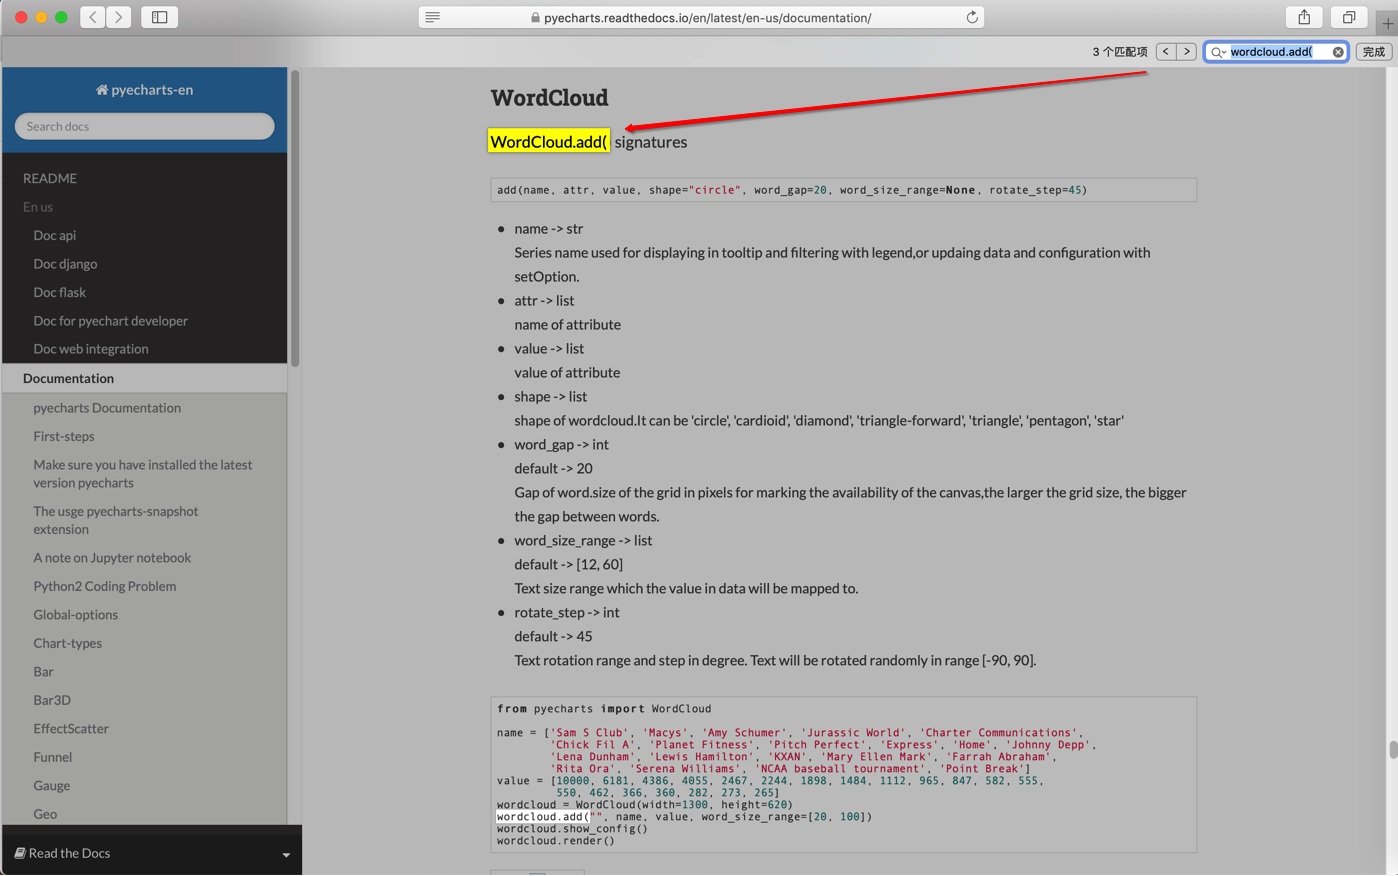 pyecharts.readthedocs.io/en/latest/en-us/documentation/
3 个匹配项
wordcloud.add(
完成
pyecharts-en
Search docs
README
En us
Doc api
Doc django
Doc flask
Doc for pyechart developer
Doc web integration
Documentation
pyecharts Documentation
First-steps
Make sure you have installed the latest
version pyecharts
The usge pyecharts-snapshot
extension
A note on Jupyter notebook
Python2 Coding Problem
Global-options
Chart-types
Bar
Bar3D
EffectScatter
Funnel
Gauge
Geo
Read the Docs
WordCloud
WordCloud.add( signatures
add(name, attr, value, shape="circle", word_gap=20, word_size_range=None, rotate_step=45)
name -> str
Series name used for displaying in tooltip and filtering with legend,or updaing data and configuration with
setOption.
attr -> list
name of attribute
value -> list
value of attribute
shape -> list
shape of wordcloud.It can be 'circle', 'cardioid', 'diamond', 'triangle-forward', 'triangle', 'pentagon', 'star'
word_gap -> int
default -> 20
Gap of word.size of the grid in pixels for marking the availability of the canvas,the larger the grid size, the bigger
the gap between words.
word_size_range -> list
default -> [12, 60]
Text size range which the value in data will be mapped to.
rotate_step -> int
default -> 45
Text rotation range and step in degree. Text will be rotated randomly in range [-90, 90].
from pyecharts import WordCloud
name = ['Sam S Club', 'Macys', 'Amy Schumer', 'Jurassic World', 'Charter Communications',
'Chick Fil A', 'Planet Fitness', 'Pitch Perfect', 'Express', 'Home', 'Johnny Depp',
'Lena Dunham', 'Lewis Hamilton', 'KXAN', 'Mary Ellen Mark', 'Farrah Abraham',
'Rita Ora', 'Serena Williams', 'NCAA baseball tournament', 'Point Break']
value = [10000, 6181, 4386, 4055, 2467, 2244, 1898, 1484, 1112, 965, 847, 582, 555,
550, 462, 366, 360, 282, 273, 265]
wordcloud = WordCloud(width=1300, height=620)
wordcloud.add("", name, value, word_size_range=[20, 100])
wordcloud.show_config()
wordcloud.render()